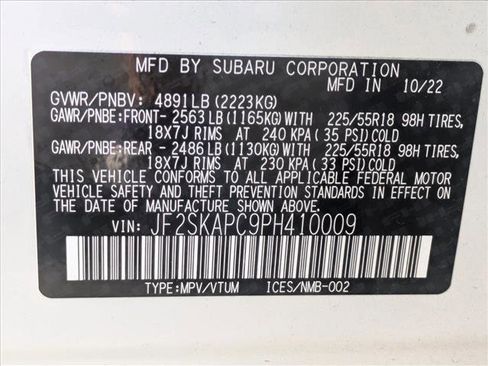 MFD BY SUBARU CORPORATION
MFD IN 10/22
GVWR/PNBV: 4891LB (2223KG)
GAWR/PNBE:FRONT- 2563LB (1165KG)WITH 225/55R18 98H TIRES,
18X7J RIMS AT 240 KPA (35 PSI)COLD
GAWR/PNBE:REAR - 2486LB (1130KG)WITH 225/55R18 98H TIRES,
18X7J RIMS AT 230 KPA (33 PSI)COLD
THIS VEHICLE CONFORMS TO ALL APPLICABLE FEDERAL MOTOR
VEHICLE SAFETY AND THEFT PREVENTION STANDARDS IN EFFECT
ON THE DATE OF MANUFACTURE SHOWN ABOVE.
VIN: JF2SKAPC9PH410009
TYPE:MPV/VTUM ICES/NMB-002